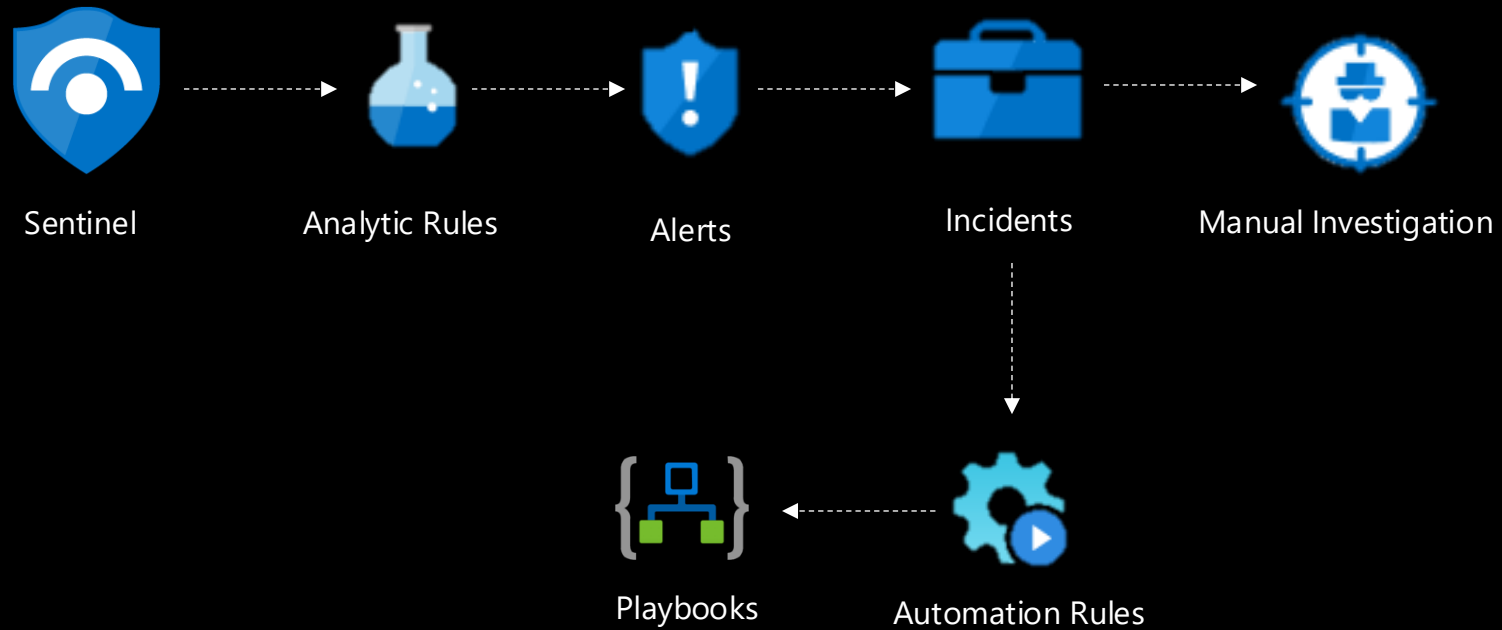 Sentinel
Analytic Rules
Alerts
Incidents
Manual Investigation
Playbooks
Automation Rules